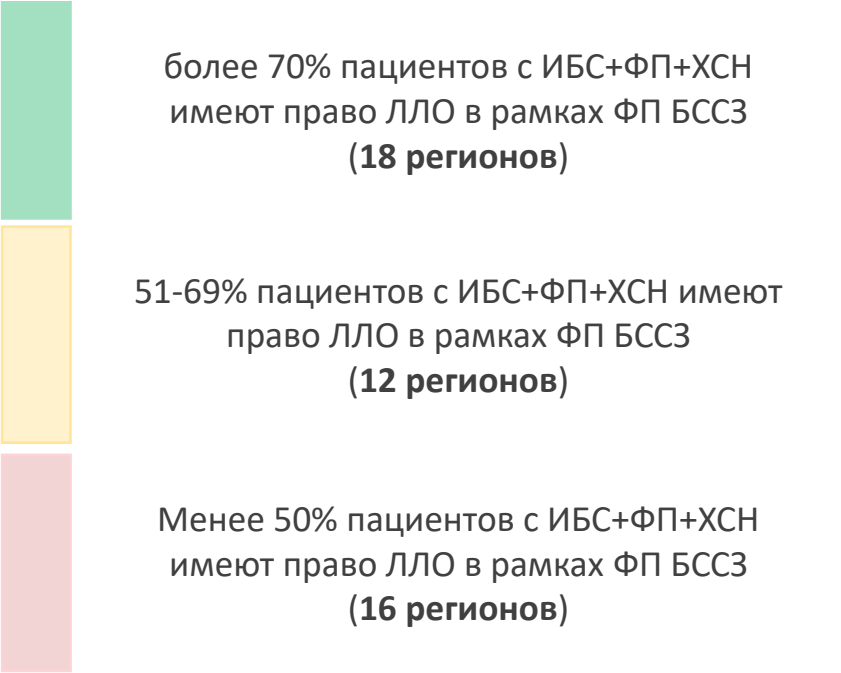 более 70% пациентов с ИБС+ФП+ХСН
имеют право ЛЛО в рамках ФП БССЗ
(18 регионов)
51-69% пациентов с ИБС+ФП+ХСН имеют
право ЛЛО в рамках ФП БССЗ
(12 регионов)
Менее 50% пациентов с ИБС+ФП+ХСН
имеют право ЛЛО в рамках ФП БССЗ
(16 регионов)